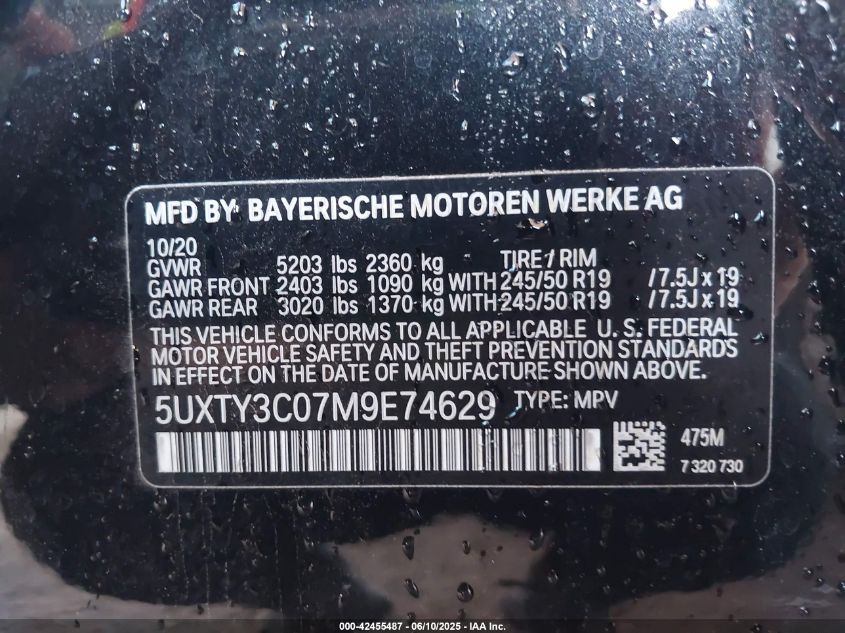 MFD BY BAYERISCHE MOTOREN WERKE AG
10/20
GVWR 5203 lbs 2360 kg TIRE / RIM
GAWR FRONT 2403 lbs 1090 kg WITH 245/50 R19 / 7.5J x 19
GAWR REAR 3020 lbs 1370 kg WITH 245/50 R19 / 7.5J x 19
THIS VEHICLE CONFORMS TO ALL APPLICABLE U. S. FEDERAL
MOTOR VEHICLE SAFETY AND THEFT PREVENTION STANDARDS
IN EFFECT ON THE DATE OF MANUFACTURE SHOWN ABOVE.
5UXTY3C07M9E74629 TYPE: MPV
475M
7 320 730
000-42455487 - 06/10/2025 - IAA Inc.